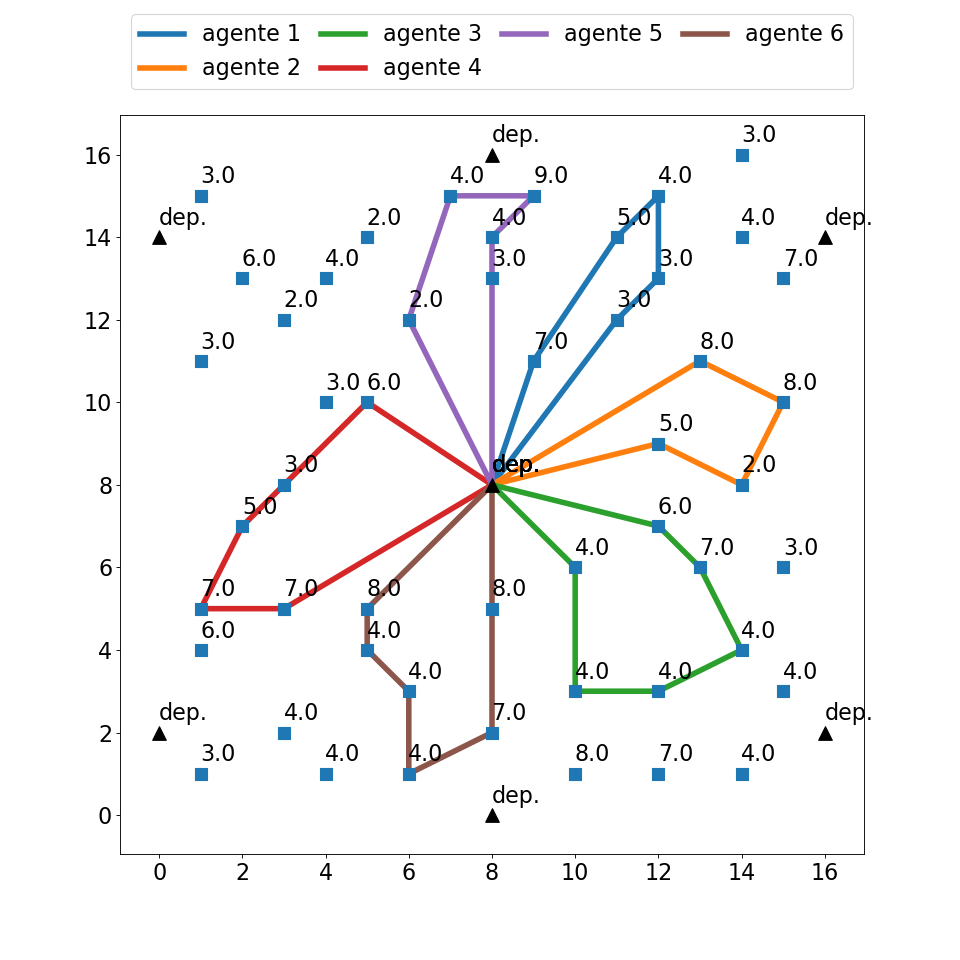 agente 1 agente 3 agente 5 agente 6
agente 2 agente 4
16 dep. 3.0
3.0 4.0 9.0 4.0
14 dep. 2.0 4.0 5.0 4.0 dep.
6.0 4.0 3.0 3.0 7.0
12 2.0 2.0 3.0
3.0 7.0 8.0
10 3.0 6.0 8.0
5.0
8 3.0 dep. 2.0
5.0 6.0
6 4.0 7.0 3.0
7.0 7.0 8.0 8.0
4 6.0 4.0 4.0
4.0 4.0 4.0 4.0
2 dep. 4.0 7.0 dep.
3.0 4.0 4.0 8.0 7.0 4.0
0 dep.
0 2 4 6 8 10 12 14 16